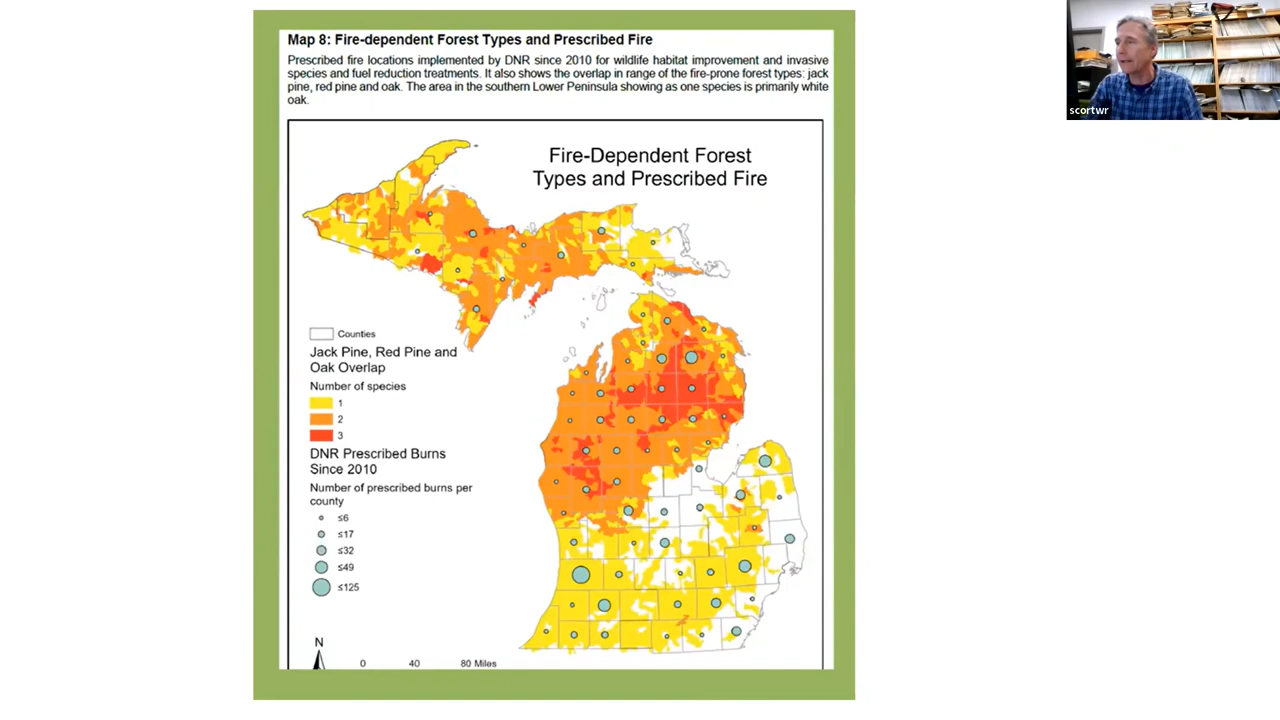 Map 8: Fire-dependent Forest Types and Prescribed Fire
Prescribed fire locations implemented by DNR since 2010 for wildlife habitat improvement and invasive
species and fuel reduction treatments. It also shows the overlap in range of the fire-prone forest types: jack
pine, red pine and oak. The area in the southern Lower Peninsula showing as one species is primarily white
oak.
scortwr
Fire-Dependent Forest
Types and Prescribed Fire
Counties
Jack Pine, Red Pine and
Oak Overlap
Number of species
1
2
3
DNR Prescribed Burns
Since 2010
Number of prescribed burns per
county
≤6
≤17
≤32
≤49
≤125
N
0 40 80 Miles